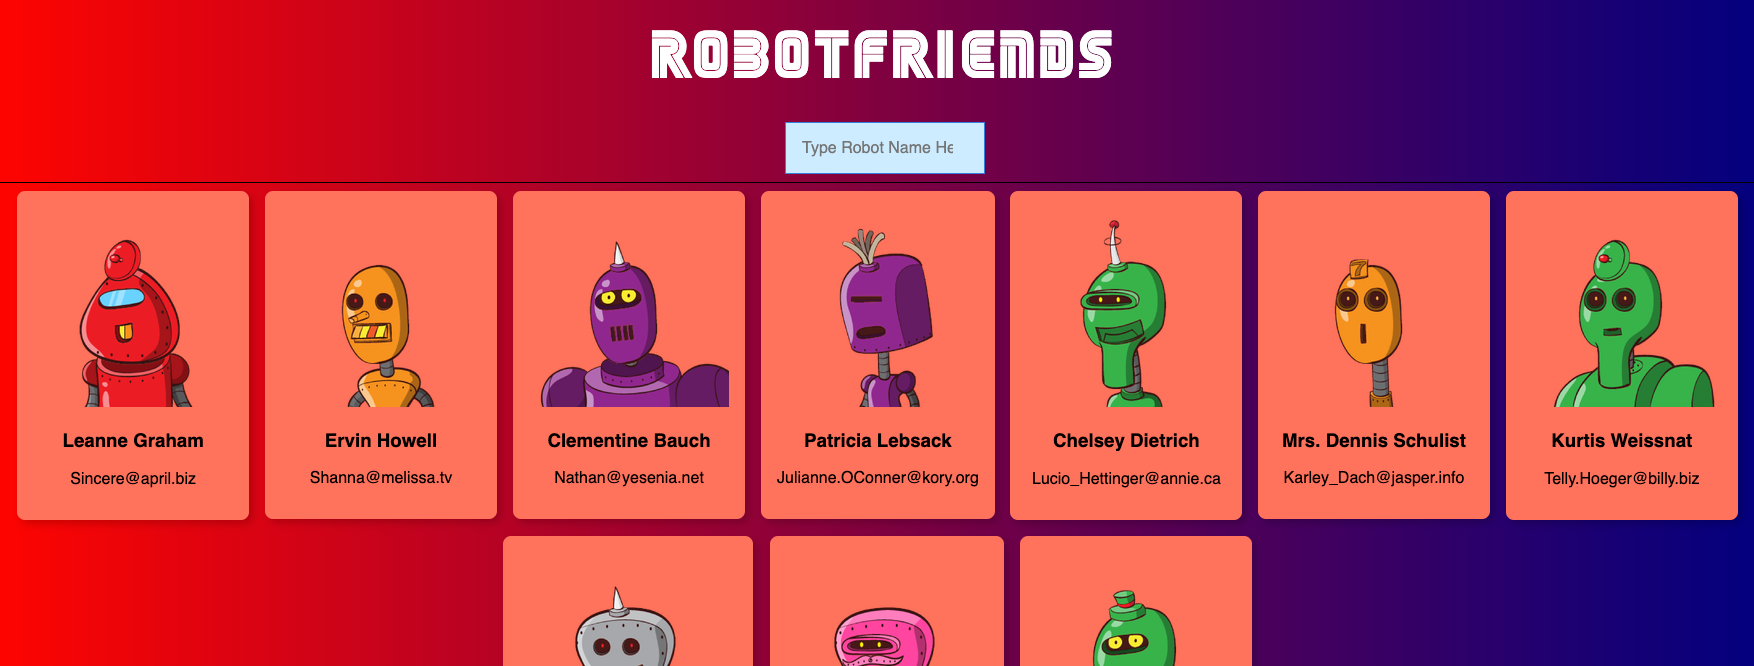 ROBOTFRIENDS
Type Robot Name He
Leanne Graham
Sincere@april.biz
Ervin Howell
Shanna@melissa.tv
Clementine Bauch
Nathan@yesenia.net
Patricia Lebsack
Julianne.OConner@kory.org
Chelsey Dietrich
Lucio_Hettinger@annie.ca
7
Mrs. Dennis Schulist
Karley_Dach@jasper.info
Kurtis Weissnat
Telly.Hoeger@billy.biz